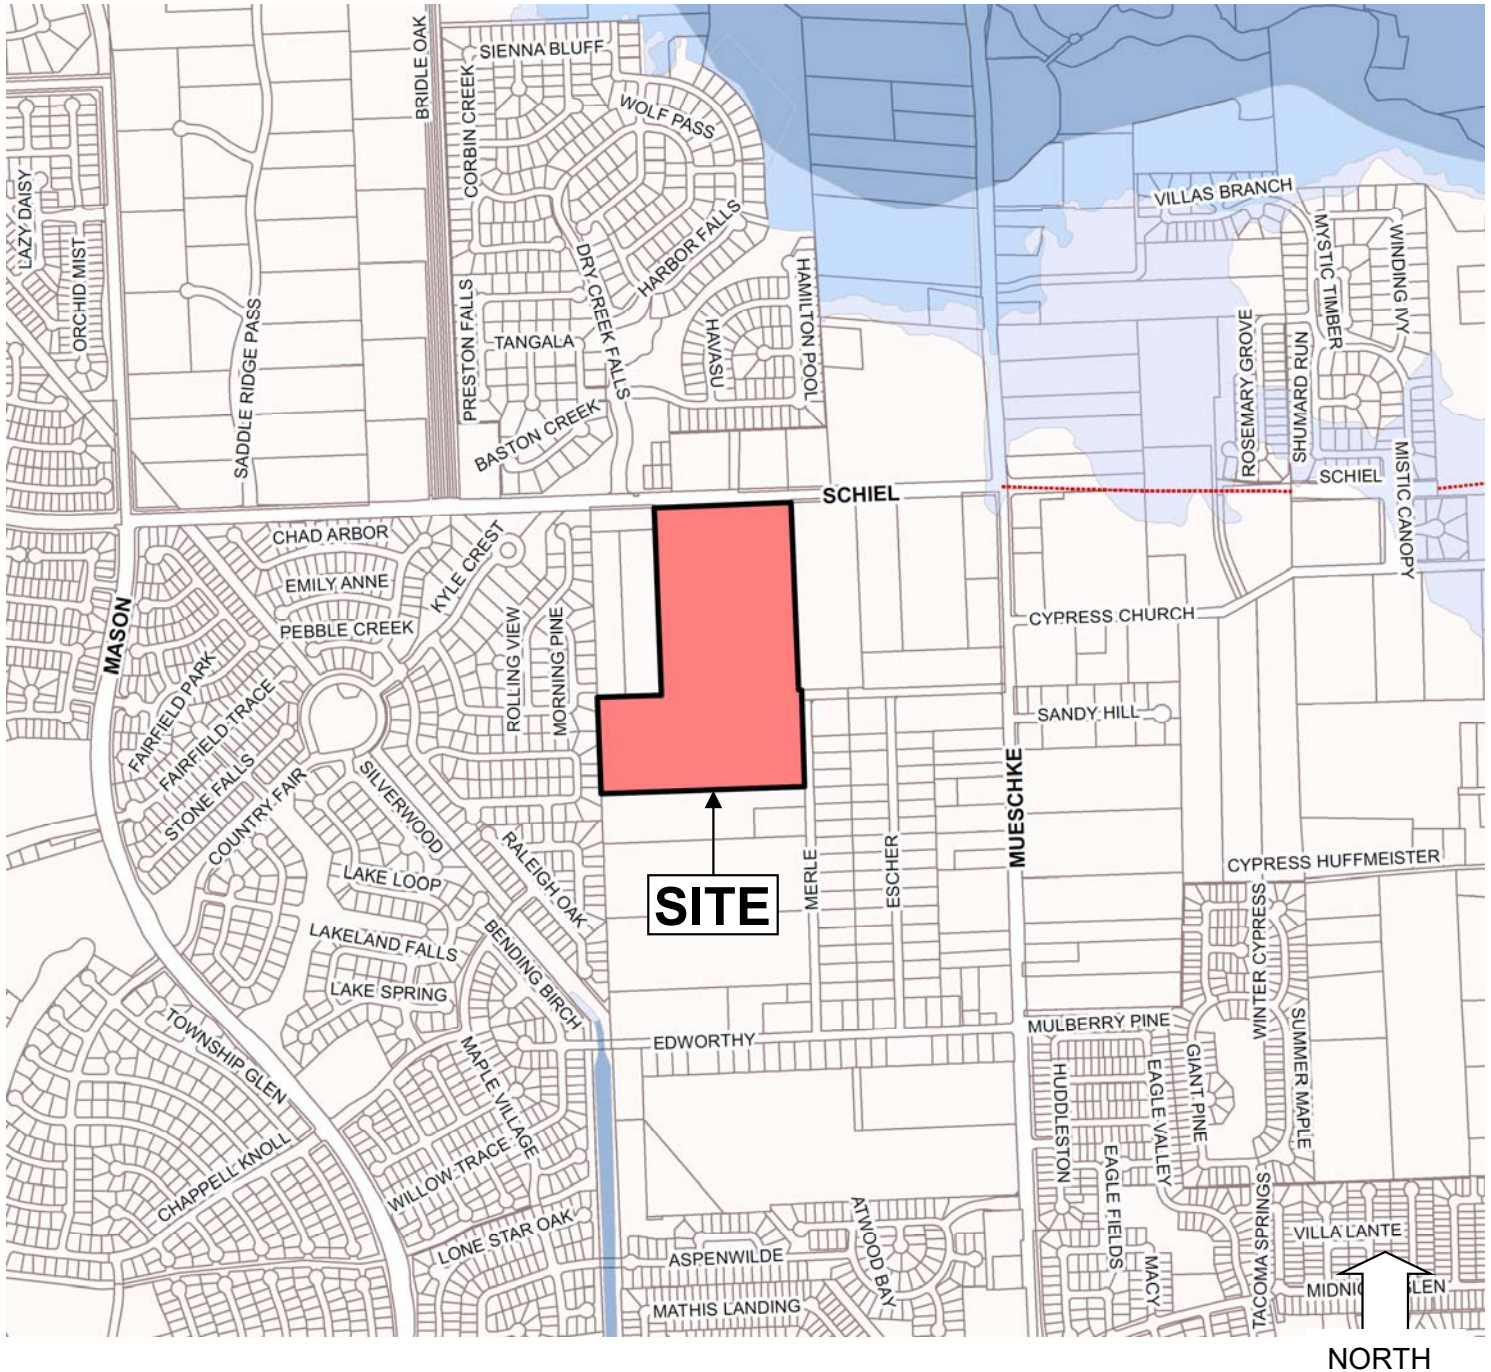 BRIDLE OAK
SIENNA BLUFF
CORBIN CREEK
WOLF PASS
LAZY DAISY
ORCHID MIST
SADDLE RIDGE PASS
PRESTON FALLS
TANGALA
DRY CREEK FALLS
HARBOR FALLS
HAVASU
HAMILTON POOL
BASTON CREEK
VILLAS BRANCH
MYSTIC TIMBER
WINDING IVY
ROSEMARY GROVE
SHUMARD RUN
SCHIEL
SCHIEL
MISTIC CANOPY
CHAD ARBOR
EMILY ANNE
KYLE CREST
PEBBLE CREEK
MASON
ROLLING VIEW
MORNING PINE
CYPRESS CHURCH
FAIRFIELD PARK
FAIRFIELD TRACE
STONE FALLS
COUNTRY FAIR
SILVERWOOD
SANDY HILL
MUESCHKE
RALEIGH OAK
LAKE LOOP
SITE
MERLE
ESCHER
CYPRESS HUFFMEISTER
LAKELAND FALLS
BENDING BIRCH
LAKE SPRING
WINTER CYPRESS
SUMMER MAPLE
TOWNSHIP GLEN
MAPLE VILLAGE
EDWORTHY
MULBERRY PINE
GIANT PINE
HUDDLESTON
EAGLE VALLEY
CHAPPELL KNOLL
WILLOW TRACE
EAGLE FIELDS
LONE STAR OAK
ASPENWILDE
ATWOOD BAY
MACY
TACOMA SPRINGS
VILLA LANTE
MATHIS LANDING
NORTH